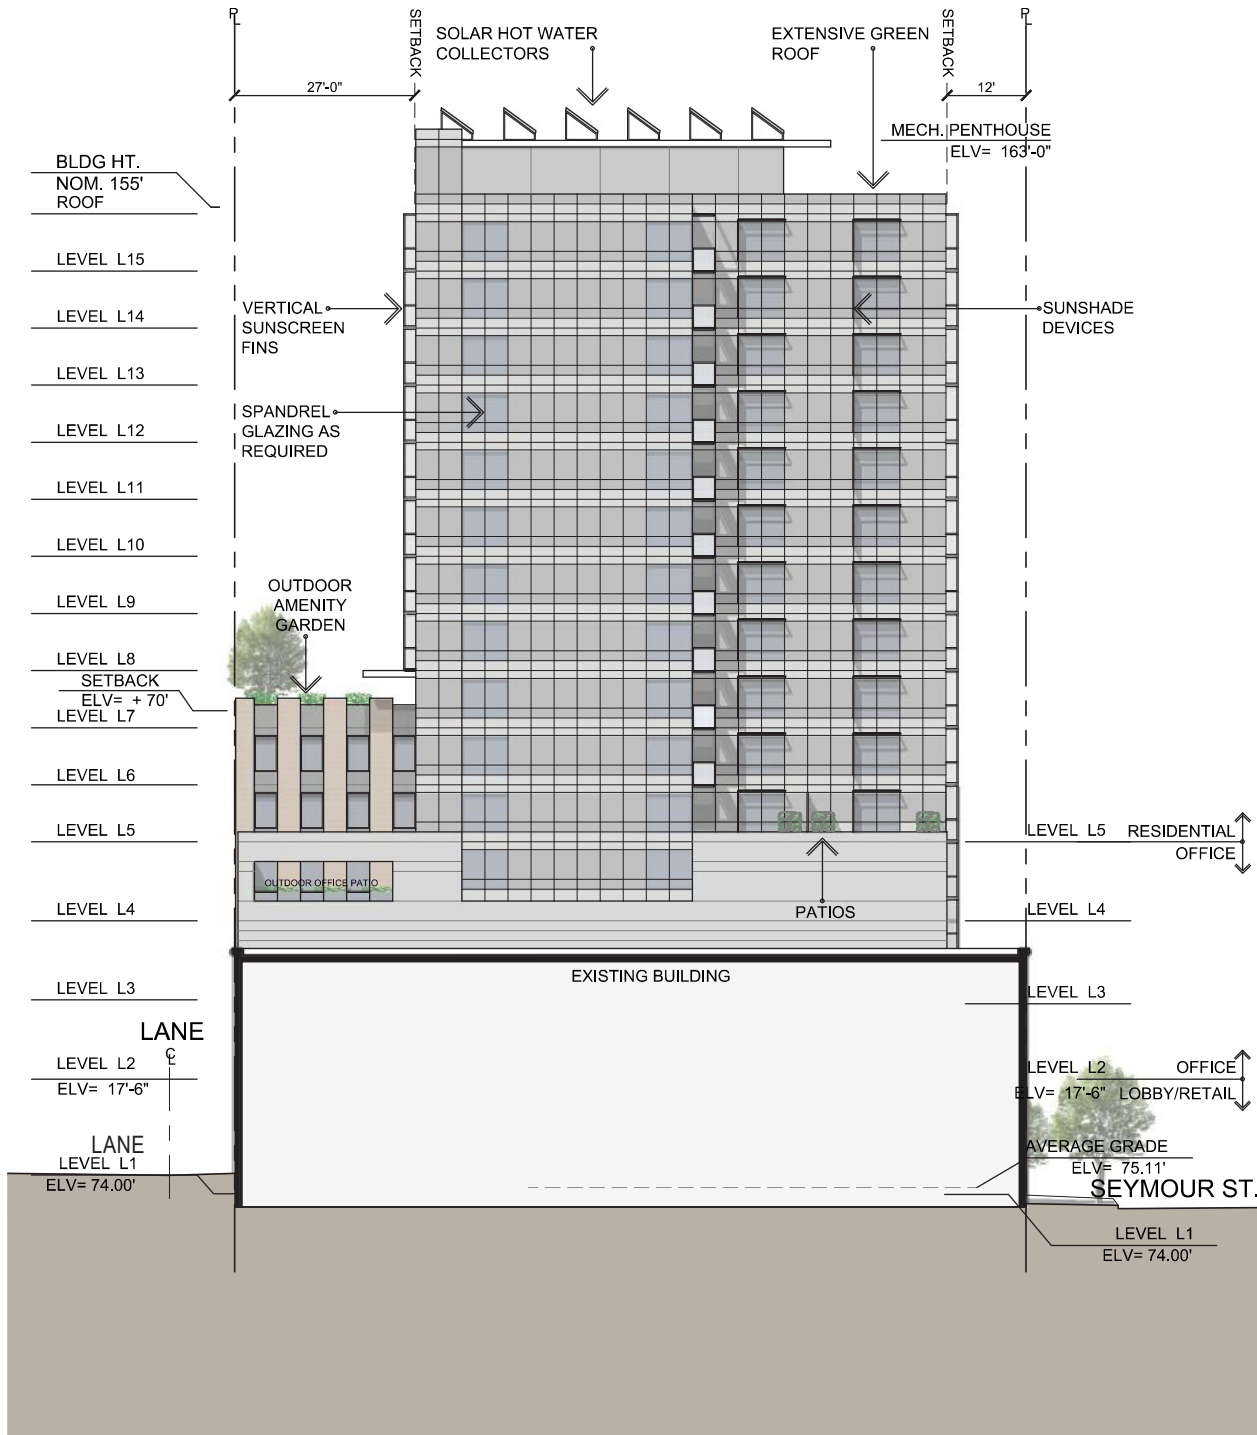 PL
SETBACK
SOLAR HOT WATER
COLLECTORS
EXTENSIVE GREEN
ROOF
SETBACK
PL
27'-0"
12'
MECH. PENTHOUSE
ELV= 163'-0"
BLDG HT.
NOM. 155'
ROOF
LEVEL L15
LEVEL L14
LEVEL L13
LEVEL L12
LEVEL L11
LEVEL L10
LEVEL L9
LEVEL L8
SETBACK
ELV= + 70'
LEVEL L7
LEVEL L6
LEVEL L5
LEVEL L4
LEVEL L3
LEVEL L2
ELV= 17'-6"
VERTICAL
SUNSCREEN
FINS
SUNSHADE
DEVICES
SPANDREL
GLAZING AS
REQUIRED
OUTDOOR
AMENITY
GARDEN
OUTDOOR OFFICE PATIO
PATIOS
LEVEL L5
RESIDENTIAL
OFFICE
LEVEL L4
EXISTING BUILDING
LEVEL L3
LANE
CL
LEVEL L2
OFFICE
ELV= 17'-6"
LOBBY/RETAIL
LANE
LEVEL L1
ELV= 74.00'
AVERAGE GRADE
ELV= 75.11'
SEYMOUR ST.
LEVEL L1
ELV= 74.00'